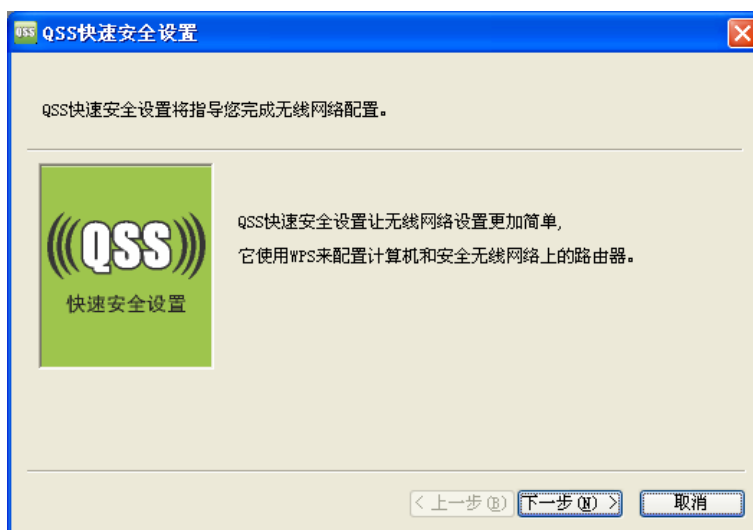 QSS QSS快速安全设置
QSS快速安全设置将指导您完成无线网络配置。
QSS
快速安全设置
QSS快速安全设置让无线网络设置更加简单,
它使用WPS来配置计算机和安全无线网络上的路由器。
< 上一步(B) 下一步(N) > 取消